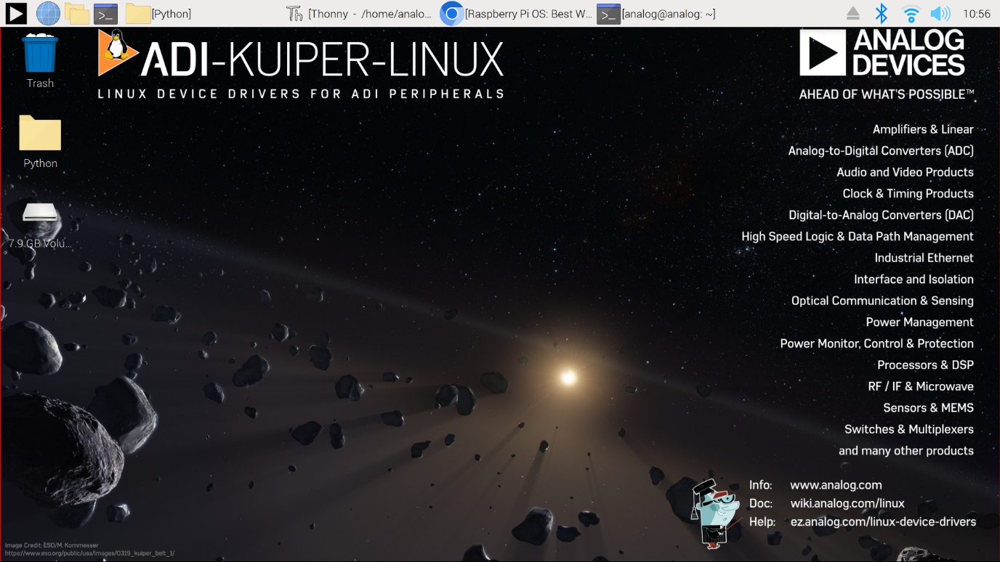 [Python]
[Thonny - /home/analo...
[Raspberry Pi OS: Best W...
[analog@analog: ~]
10:56
Trash
Python
7.9 GB Volu...
ADI-KUIPER-LINUX
LINUX DEVICE DRIVERS FOR ADI PERIPHERALS
ANALOG
DEVICES
AHEAD OF WHAT'S POSSIBLE™
Amplifiers & Linear
Analog-to-Digital Converters (ADC)
Audio and Video Products
Clock & Timing Products
Digital-to-Analog Converters (DAC)
High Speed Logic & Data Path Management
Industrial Ethernet
Interface and Isolation
Optical Communication & Sensing
Power Management
Power Monitor, Control & Protection
Processors & DSP
RF / IF & Microwave
Sensors & MEMS
Switches & Multiplexers
and many other products
Info: www.analog.com
Doc: wiki.analog.com/linux
Help: ez.analog.com/linux-device-drivers
Image Credit: ESO/M. Kornmesser
https://www.eso.org/public/usa/images/0319_kuiper_belt_1/